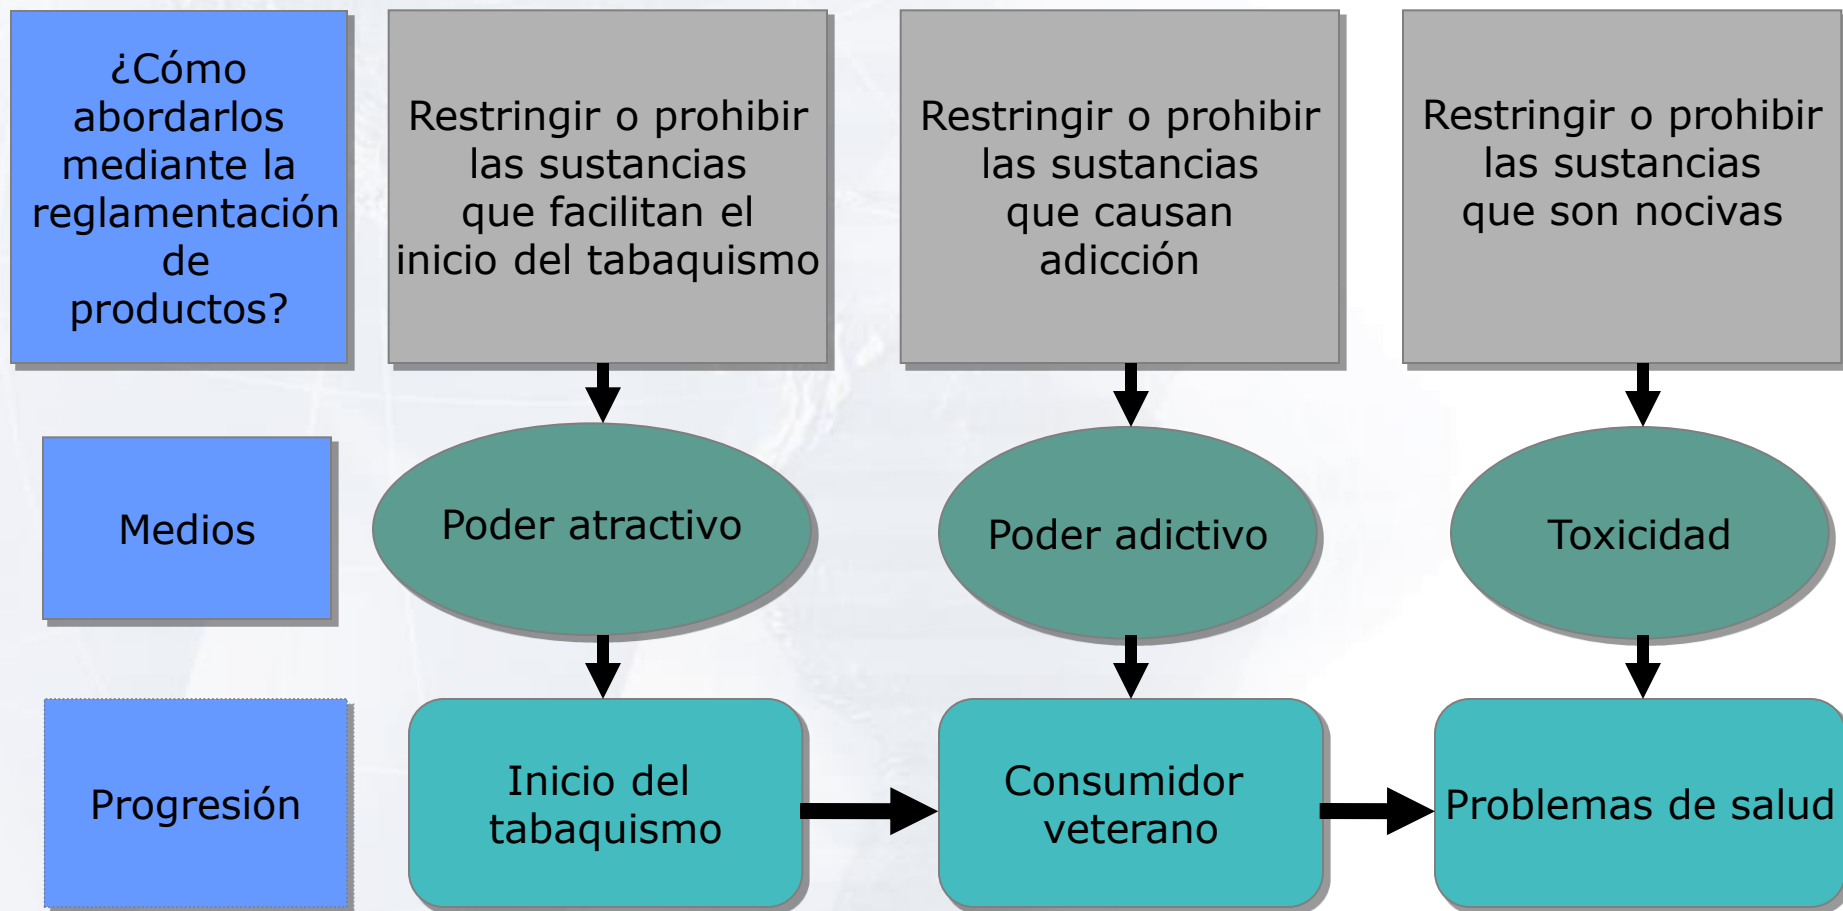 ¿Cómo
abordarlos
mediante la
reglamentación
de
productos?
Restringir o prohibir
las sustancias
que facilitan el
inicio del tabaquismo
Restringir o prohibir
las sustancias
que causan
adicción
Restringir o prohibir
las sustancias
que son nocivas
Medios
Poder atractivo
Poder adictivo
Toxicidad
Progresión
Inicio del
tabaquismo
Consumidor
veterano
Problemas de salud